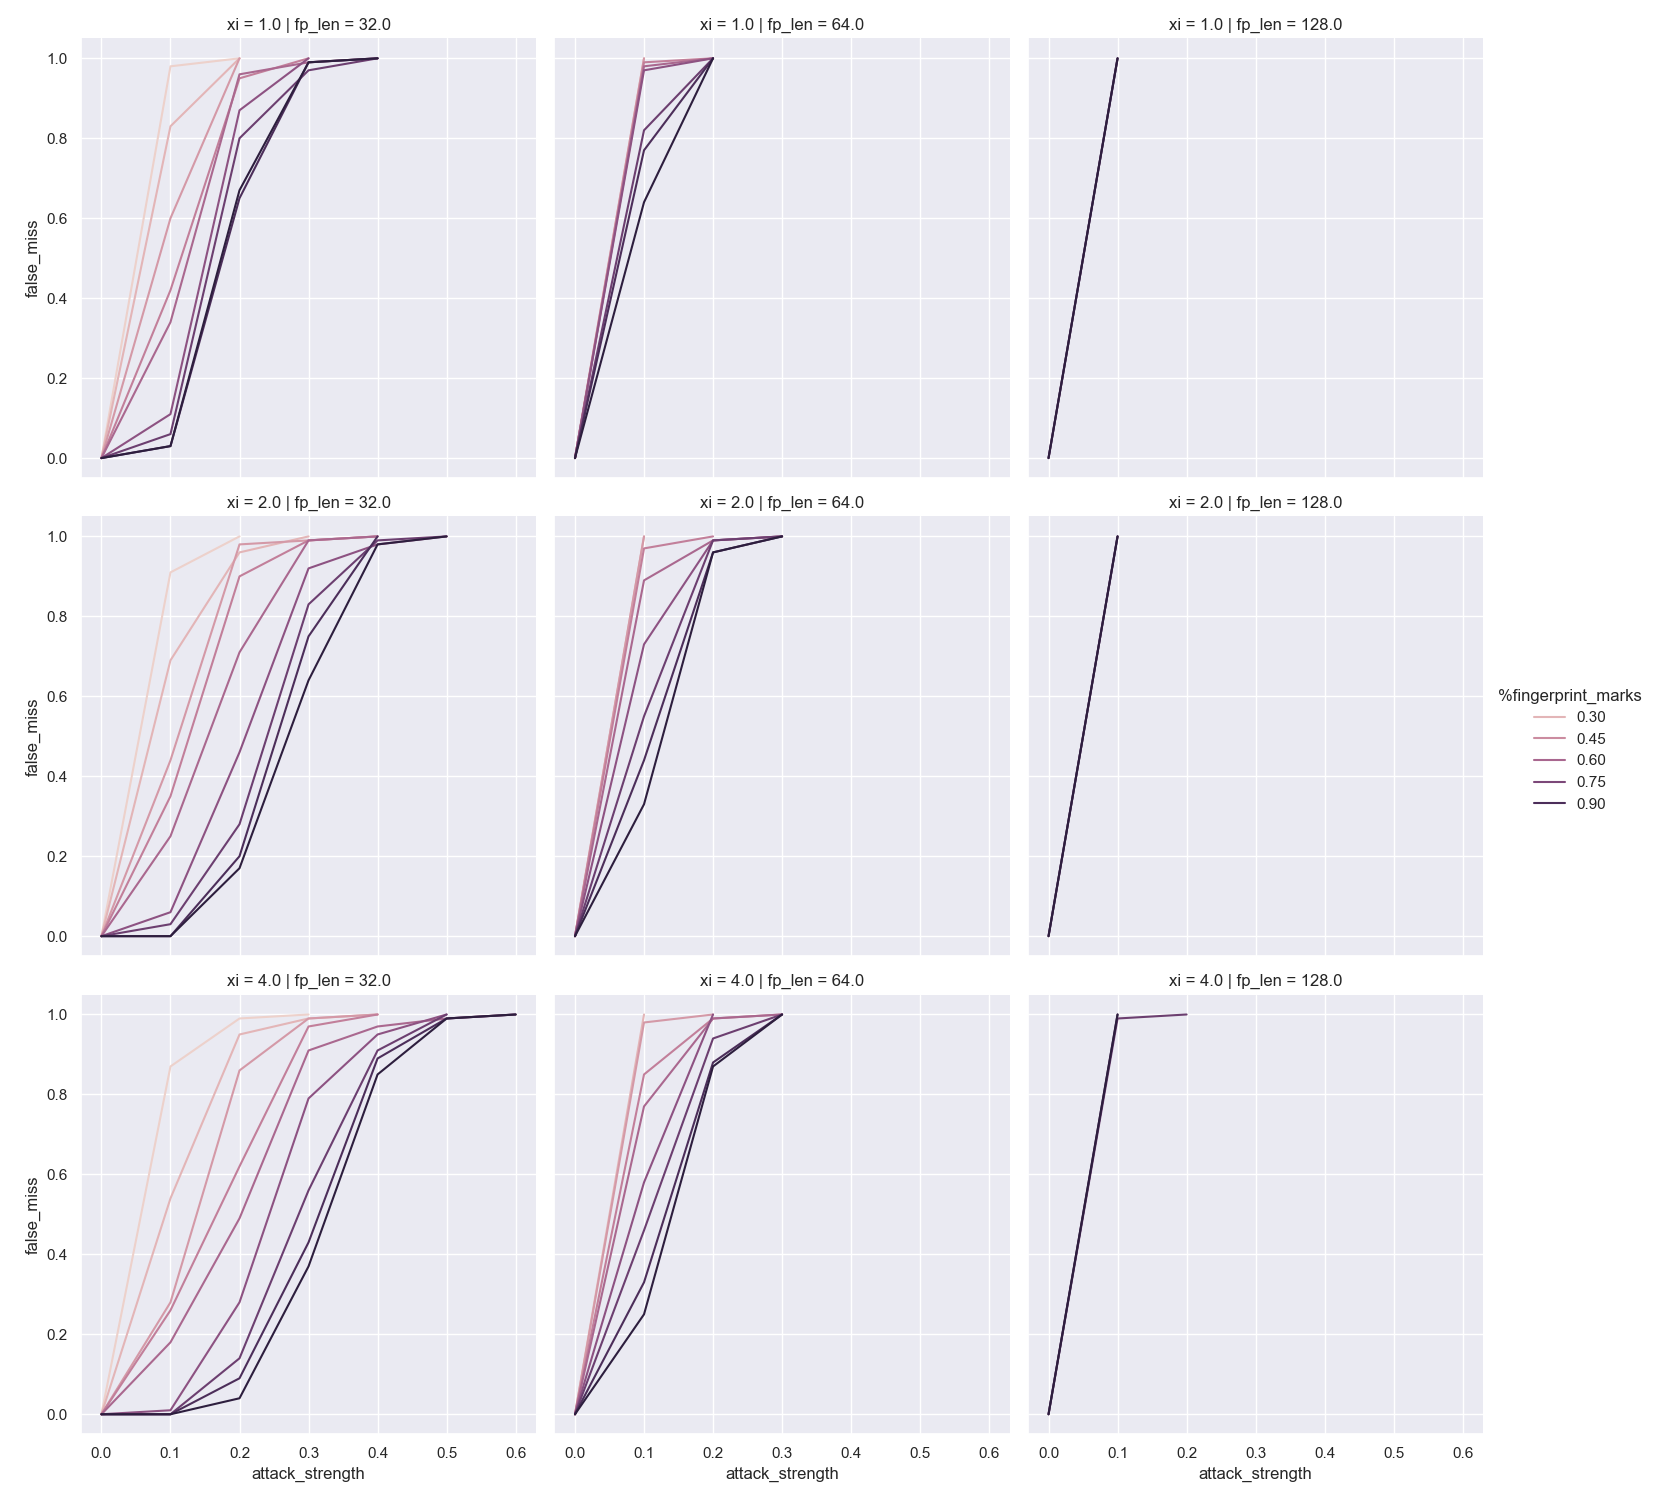 xi = 1.0 | fp_len = 32.0
xi = 1.0 | fp_len = 64.0
xi = 1.0 | fp_len = 128.0
1.0
0.8
0.6
0.4
0.2
0.0
false_miss
xi = 2.0 | fp_len = 32.0
xi = 2.0 | fp_len = 64.0
xi = 2.0 | fp_len = 128.0
1.0
0.8
0.6
0.4
0.2
0.0
false_miss
%fingerprint_marks
0.30
0.45
0.60
0.75
0.90
xi = 4.0 | fp_len = 32.0
xi = 4.0 | fp_len = 64.0
xi = 4.0 | fp_len = 128.0
1.0
0.8
0.6
0.4
0.2
0.0
false_miss
0.0 0.1 0.2 0.3 0.4 0.5 0.6
attack_strength
0.0 0.1 0.2 0.3 0.4 0.5 0.6
attack_strength
0.0 0.1 0.2 0.3 0.4 0.5 0.6
attack_strength